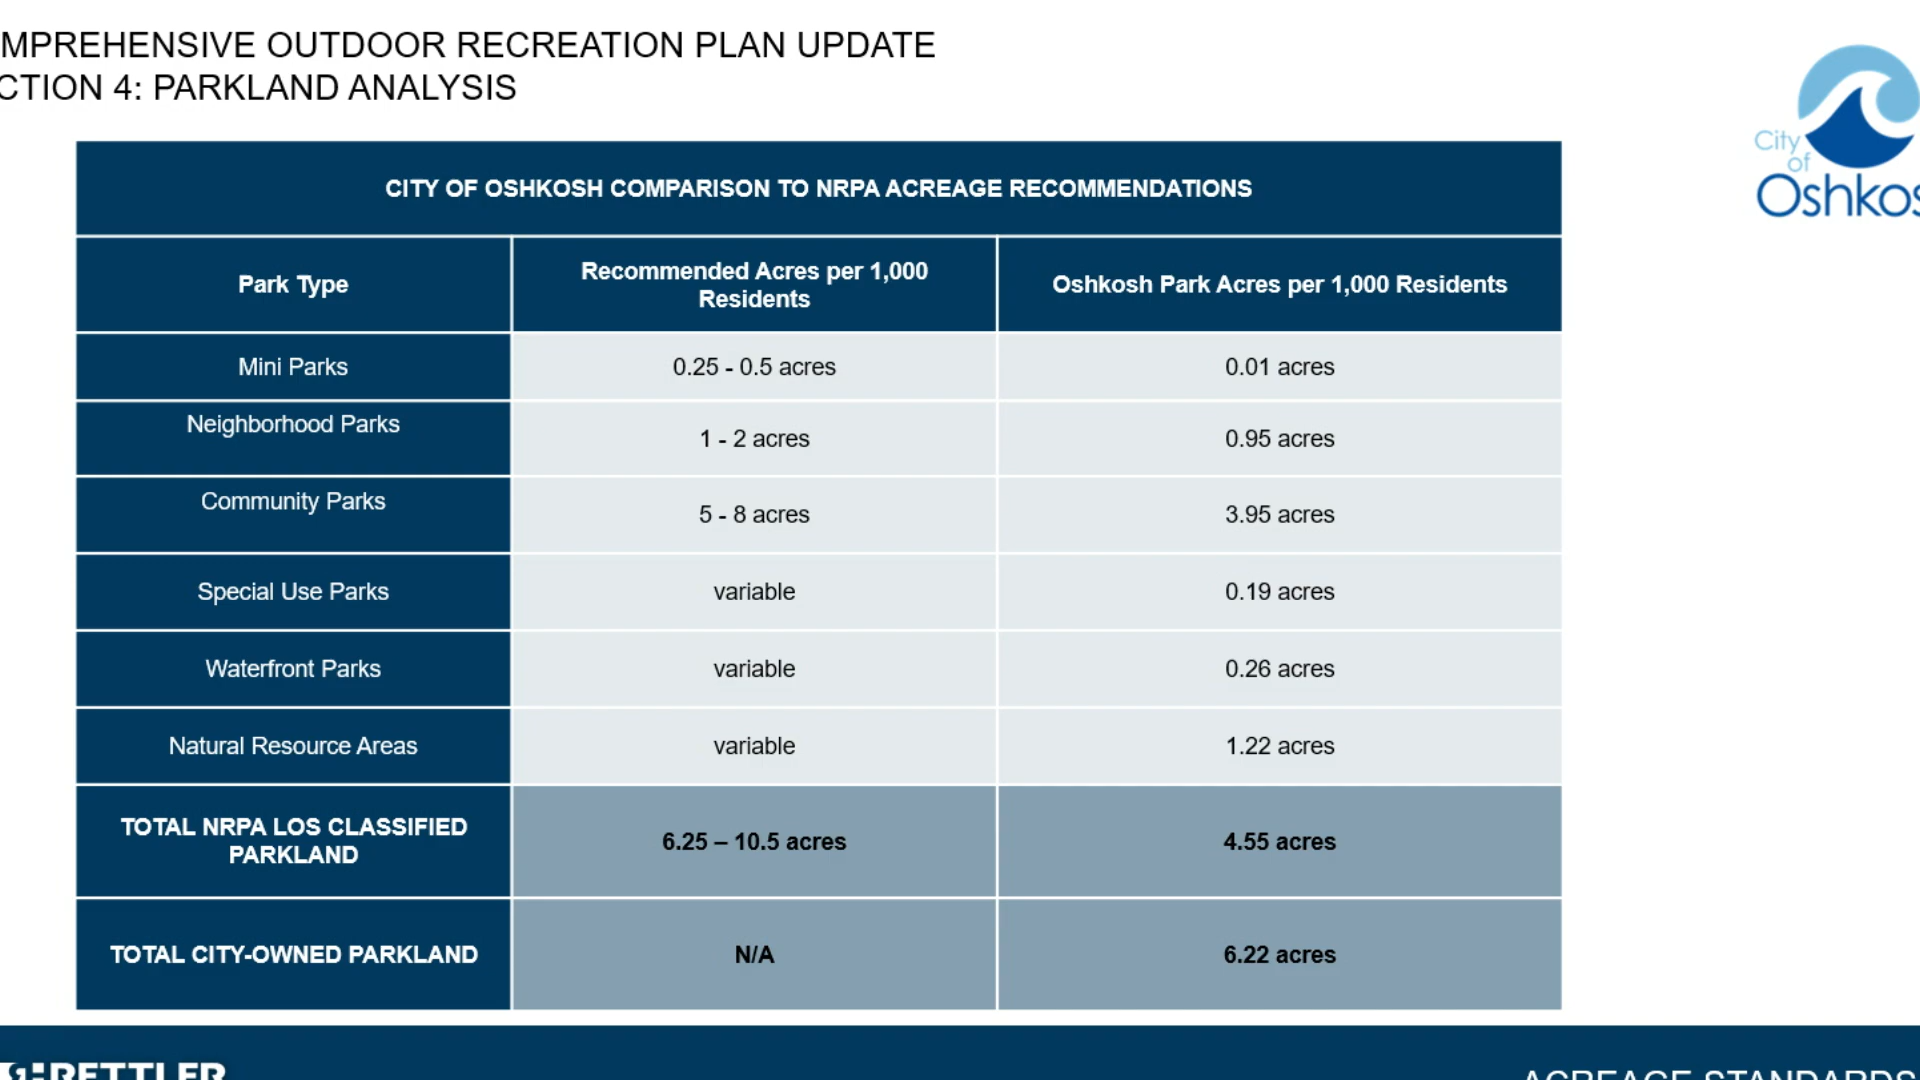 MPREHENSIVE OUTDOOR RECREATION PLAN UPDATE
CTION 4: PARKLAND ANALYSIS
City
of
Oshkos
CITY OF OSHKOSH COMPARISON TO NRPA ACREAGE RECOMMENDATIONS
Park Type
Recommended Acres per 1,000
Residents
Oshkosh Park Acres per 1,000 Residents
Mini Parks
0.25 - 0.5 acres
0.01 acres
Neighborhood Parks
1 - 2 acres
0.95 acres
Community Parks
5 - 8 acres
3.95 acres
Special Use Parks
variable
0.19 acres
Waterfront Parks
variable
0.26 acres
Natural Resource Areas
variable
1.22 acres
TOTAL NRPA LOS CLASSIFIED
PARKLAND
6.25 – 10.5 acres
4.55 acres
TOTAL CITY-OWNED PARKLAND
N/A
6.22 acres
RETTLER
ACREAGE STANDARDS